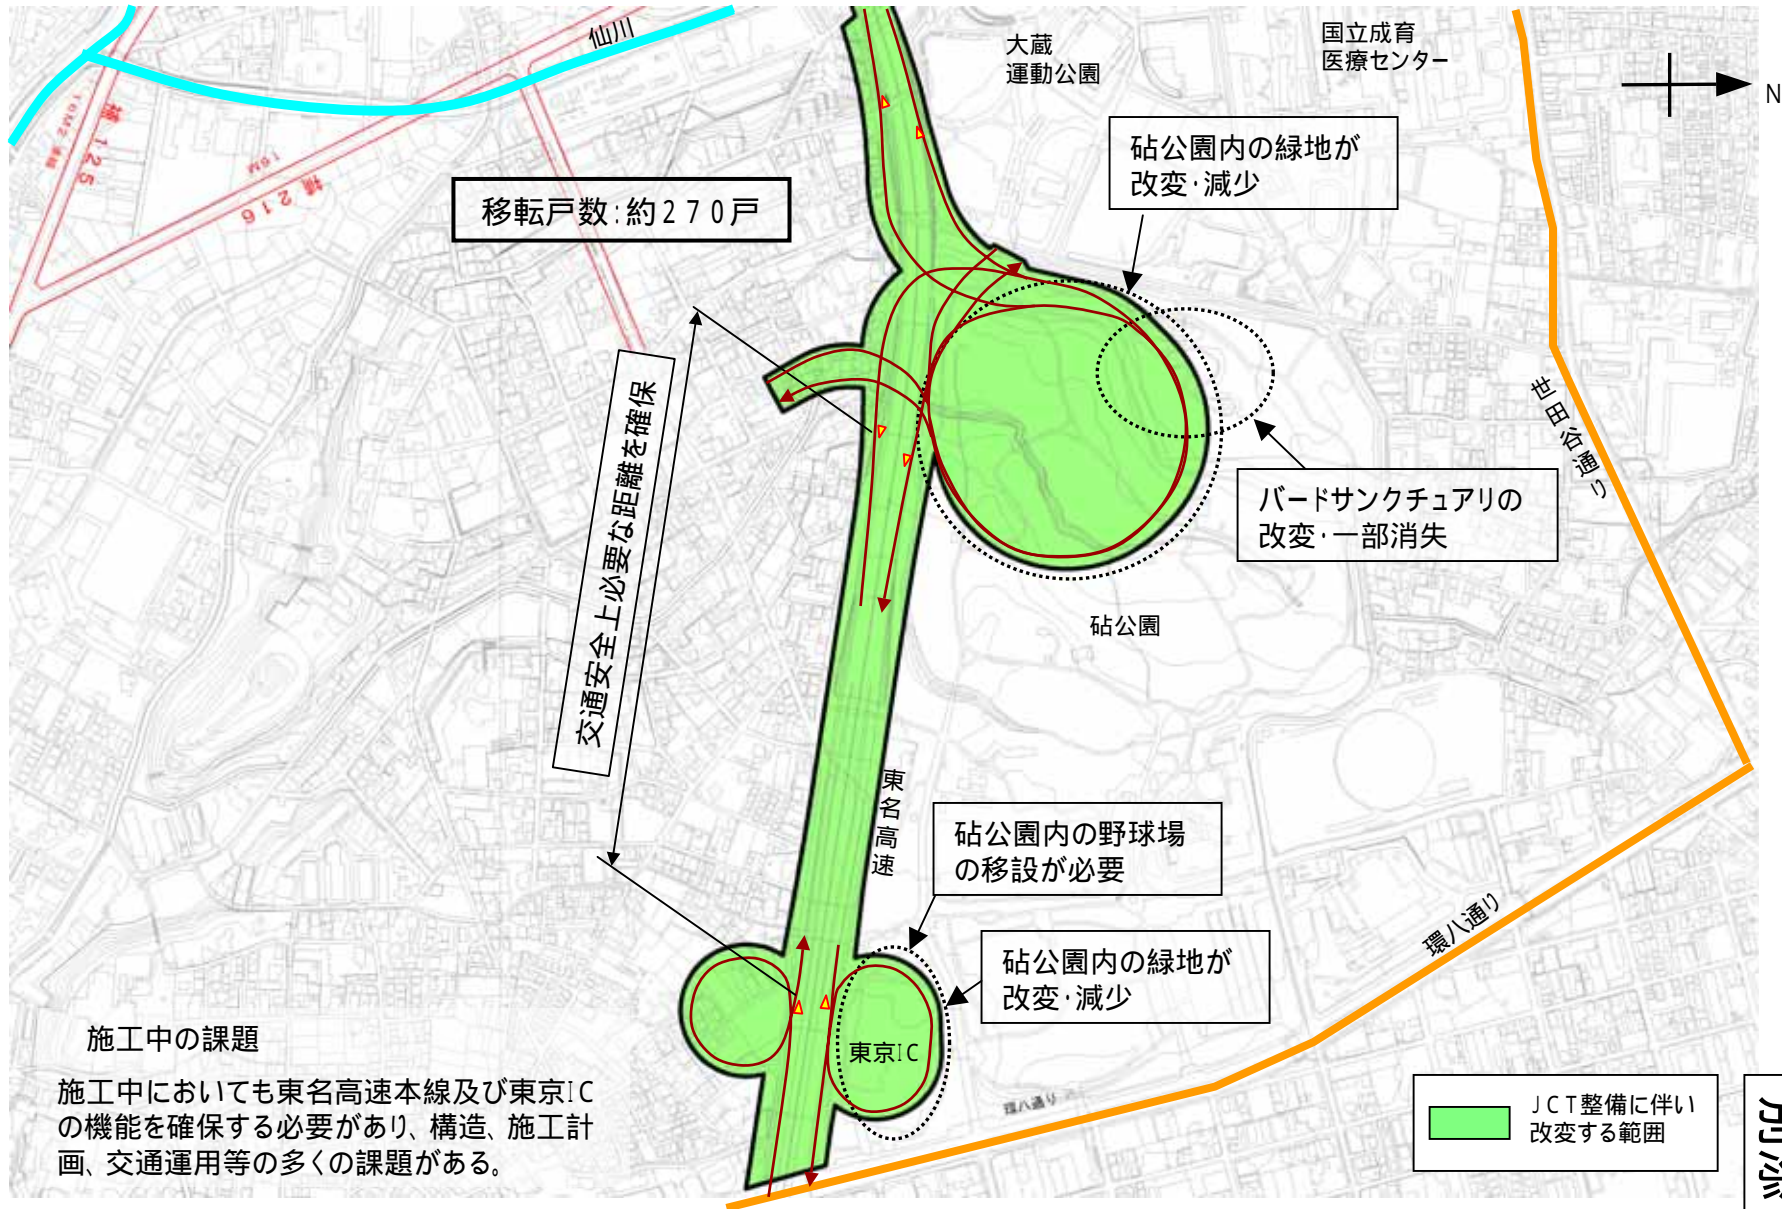 仙川
大蔵
運動公園
国立成育
医療センター
N
補125
16M
補216
移転戸数:約270戸
砧公園内の緑地が
改変・減少
交通安全上必要な距離を確保
世田谷通り
バードサンクチュアリの
改変・一部消失
砧公園
東名高速
砧公園内の野球場
の移設が必要
環八通り
砧公園内の緑地が
改変・減少
東京IC
環八通り
施工中の課題
施工中においても東名高速本線及び東京IC
の機能を確保する必要があり、構造、施工計
画、交通運用等の多くの課題がある。
JCT整備に伴い
改変する範囲
別添